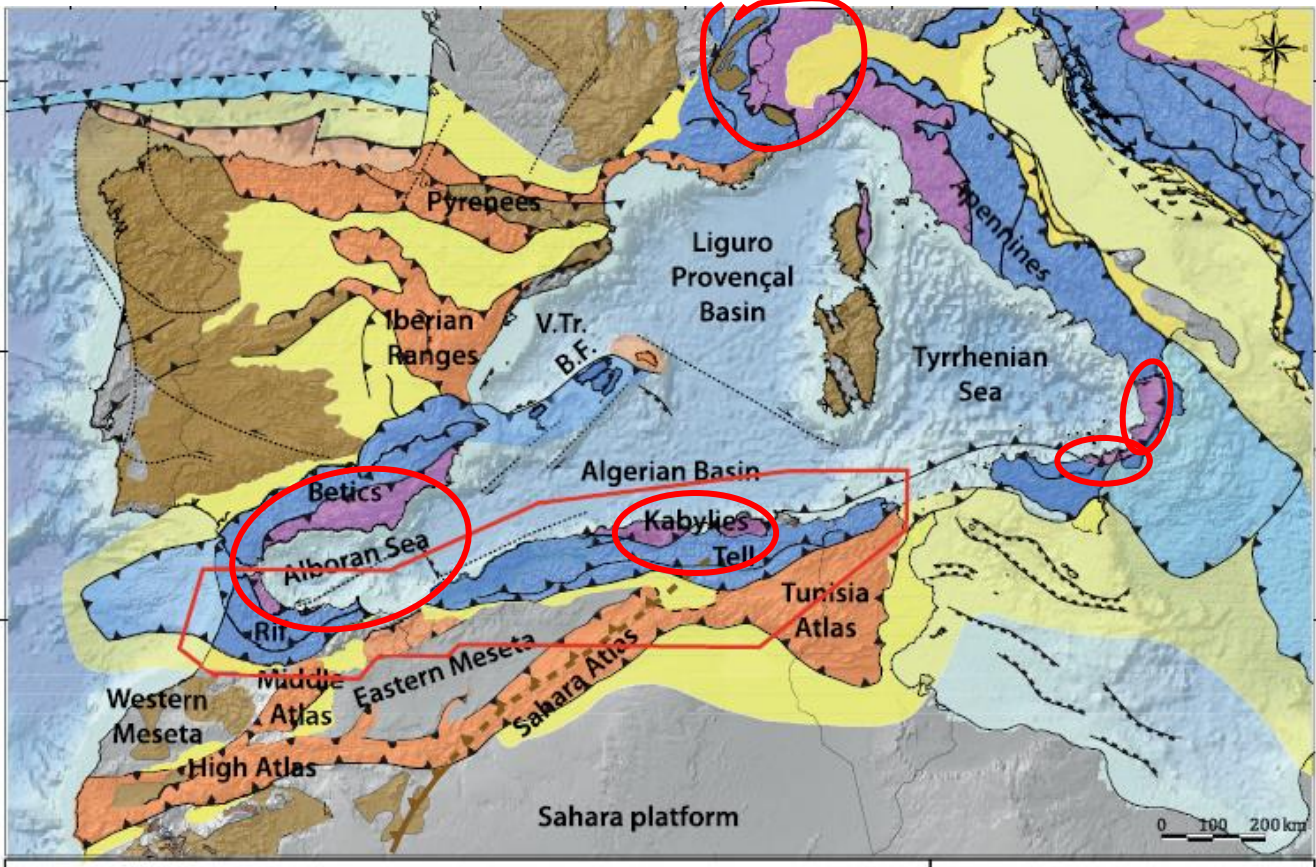 Pyrenees
Apennines
Liguro
Provençal
Basin
Iberian
Ranges
V.Tr.
B.F.
Tyrrhenian
Sea
Algerian Basin
Betics
Kabylies
Alboran Sea
Tell
Tunisia
Atlas
Rif
Eastern Meseta
Sahara Atlas
Middle
Atlas
Western
Meseta
High Atlas
Sahara platform
0 100 200 km